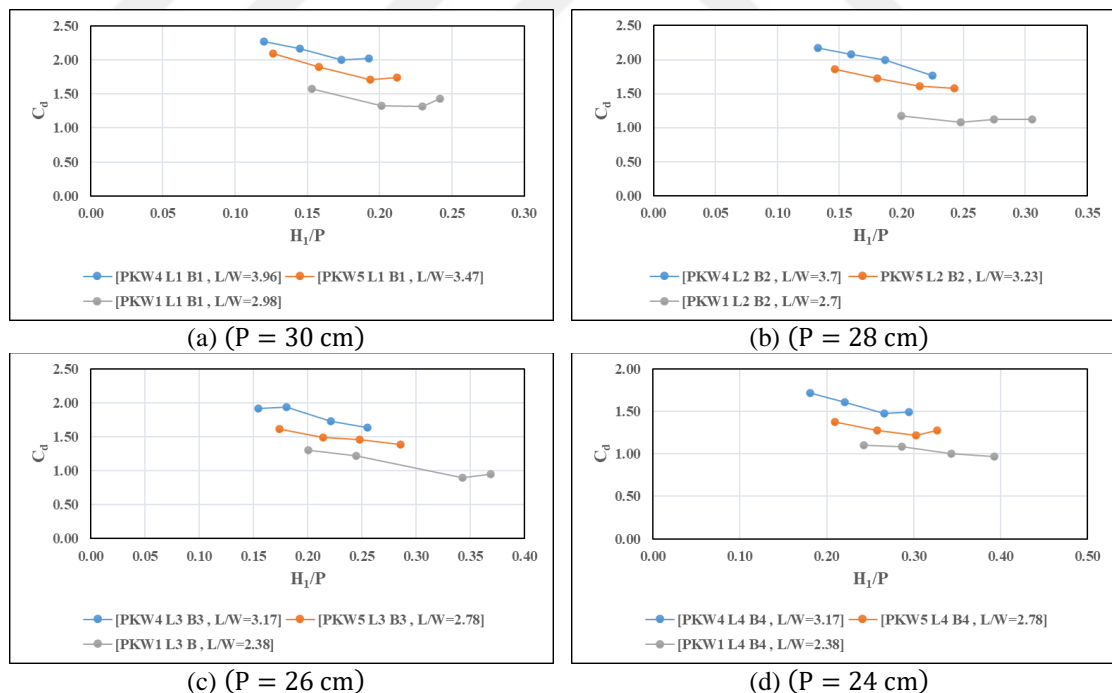 2.50
2.00
1.50
1.00
0.50
0.00
C_d
0.00 0.05 0.10 0.15 0.20 0.25 0.30
H₁/P
[PKW4 L1 B1 , L/W=3.96] [PKW5 L1 B1 , L/W=3.47]
[PKW1 L1 B1 , L/W=2.98]
(a) (P = 30 cm)
2.50
2.00
1.50
1.00
0.50
0.00
C_d
0.00 0.05 0.10 0.15 0.20 0.25 0.30 0.35
H₁/P
[PKW4 L2 B2 , L/W=3.7] PKW5 L2 B2 , L/W=3.23]
[PKW1 L2 B2 , L/W=2.7]
(b) (P = 28 cm)
2.50
2.00
1.50
1.00
0.50
0.00
C_d
0.00 0.05 0.10 0.15 0.20 0.25 0.30 0.35 0.40
H₁/P
[PKW4 L3 B3 , L/W=3.17] [PKW5 L3 B3 , L/W=2.78]
[PKW1 L3 B , L/W=2.38]
(c) (P = 26 cm)
2.00
1.50
1.00
0.50
0.00
C_d
0.00 0.10 0.20 0.30 0.40 0.50
H₁/P
[PKW4 L4 B4 , L/W=3.17] [PKW5 L4 B4 , L/W=2.78]
[PKW1 L4 B4 , L/W=2.38]
(d) (P = 24 cm)